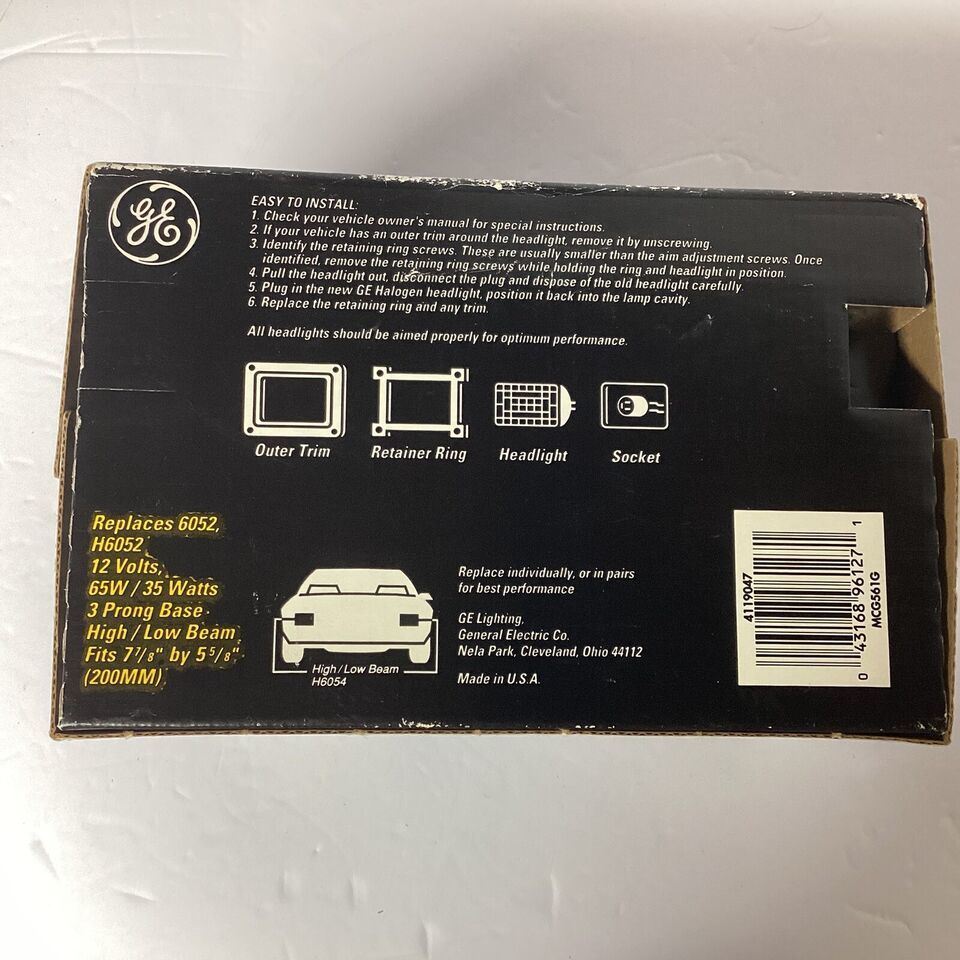 GE
EASY TO INSTALL:
1. Check your vehicle owner's manual for special instructions.
2. If your vehicle has an outer trim around the headlight, remove it by unscrewing.
3. Identify the retaining ring screws. These are usually smaller than the aim adjustment screws. Once
identified, remove the retaining ring screws while holding the ring and headlight in position.
4. Pull the headlight out, disconnect the plug and dispose of the old headlight carefully.
5. Plug in the new GE Halogen headlight, position it back into the lamp cavity.
6. Replace the retaining ring and any trim.
All headlights should be aimed properly for optimum performance.
Outer Trim
Retainer Ring
Headlight
Socket
Replaces 6052,
H6052
12 Volts,
65W / 35 Watts
3 Prong Base
High / Low Beam
Fits 7 7/8" by 5 5/8"
(200MM)
High / Low Beam
H6054
Replace individually, or in pairs
for best performance
GE Lighting,
General Electric Co.
Nela Park, Cleveland, Ohio 44112
Made in U.S.A.
4119047
0 43168 96127 1
MCG561G